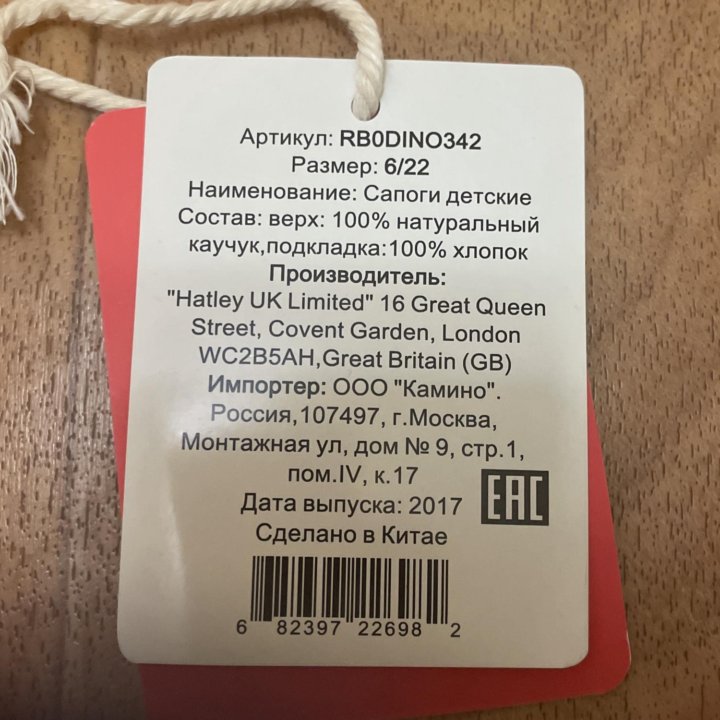 Артикул: RB0DINO342
Размер: 6/22
Наименование: Сапоги детские
Состав: верх: 100% натуральный
каучук,подкладка:100% хлопок
Производитель:
"Hatley UK Limited" 16 Great Queen
Street, Covent Garden, London
WC2B5AH,Great Britain (GB)
Импортер: ООО "Камино".
Россия,107497, г.Москва,
Монтажная ул, дом № 9, стр.1,
пом.IV, к.17
Дата выпуска: 2017
EAC
Сделано в Китае
6 82397 22698 2